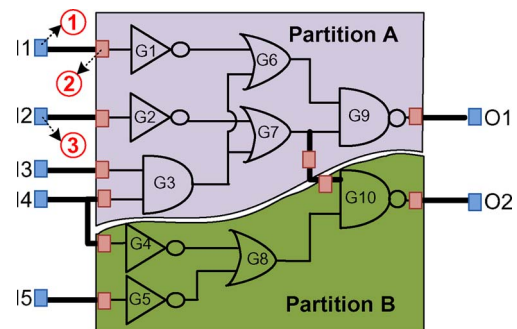 ①
I1
G1
G6
Partition A
②
I2
G2
G7
G9
O1
③
I3
G3
I4
G10
O2
G4
G8
I5
G5
Partition B